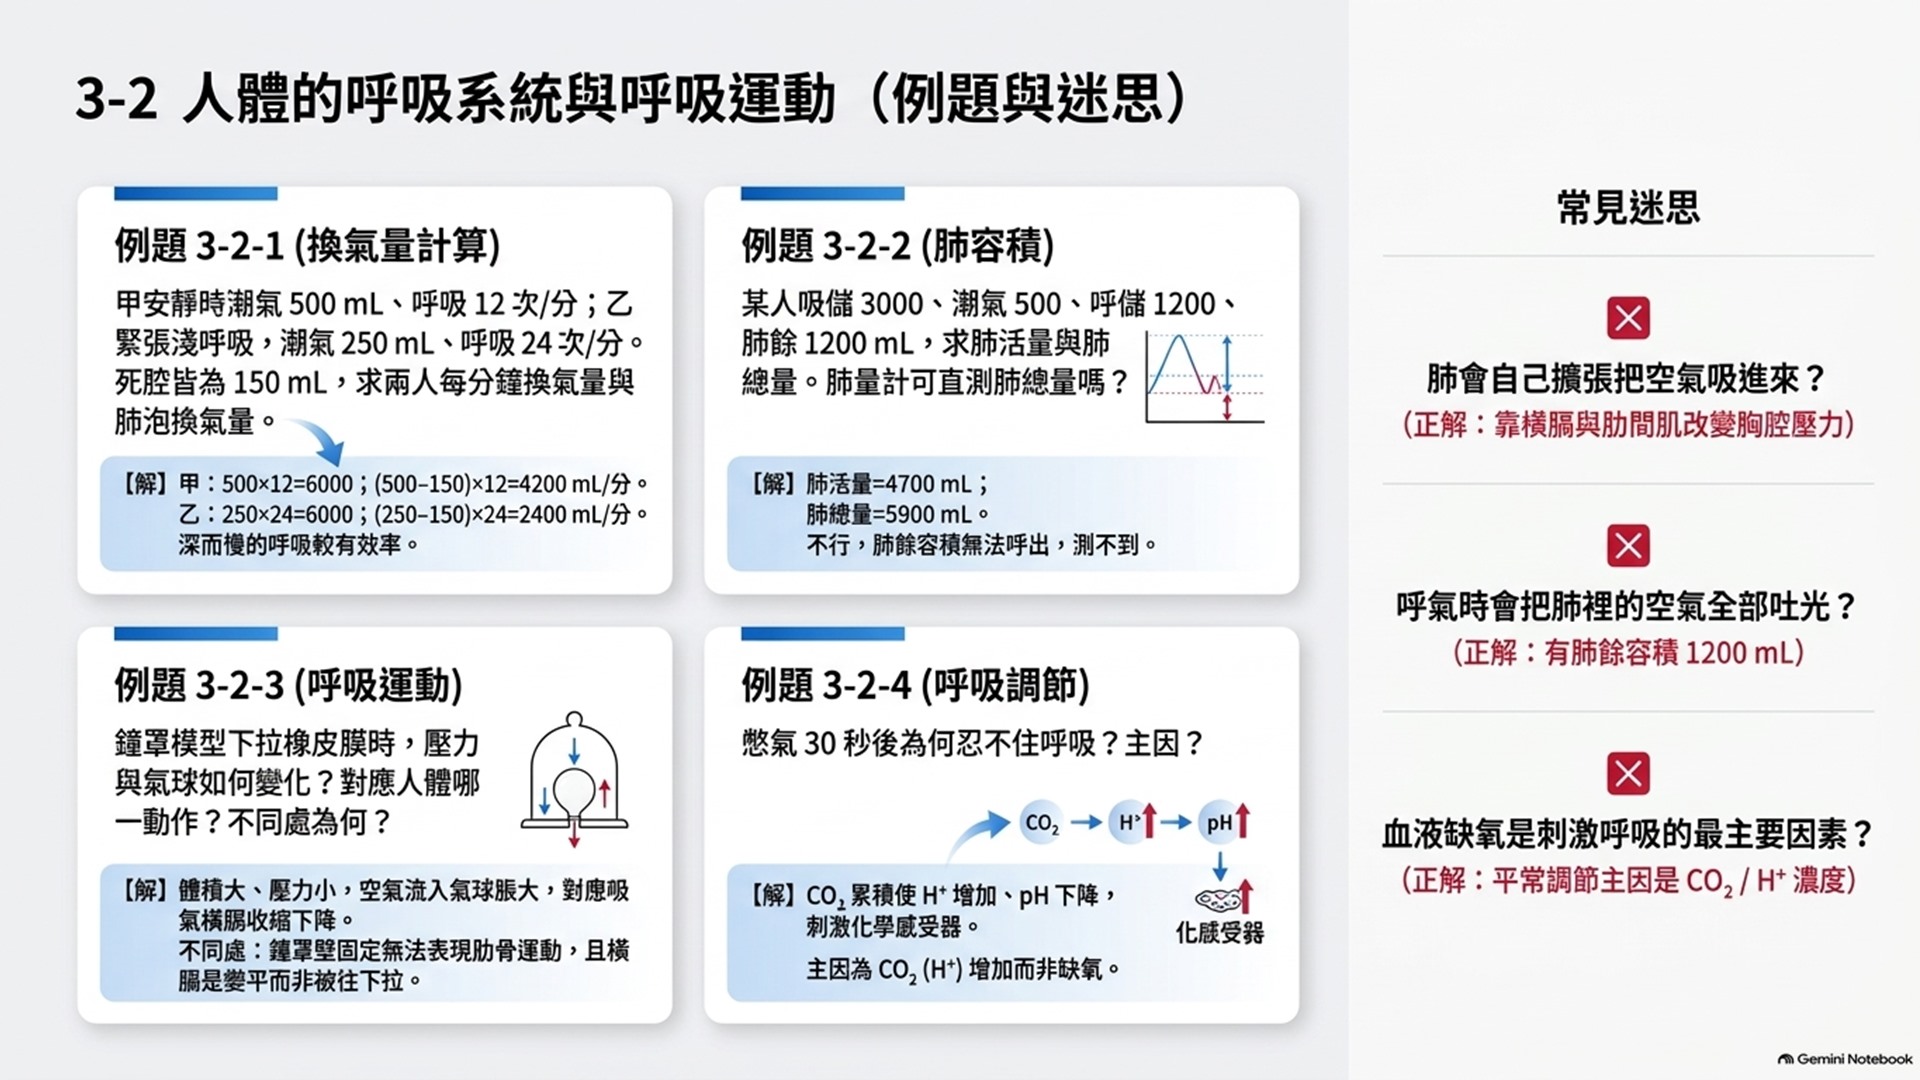 3-2 人體的呼吸系統與呼吸運動（例題與迷思）
例題 3-2-1 (換氣量計算)
甲安靜時潮氣 500 mL、呼吸 12 次/分；乙
緊張淺呼吸，潮氣 250 mL、呼吸 24 次/分。
死腔皆為 150 mL，求兩人每分鐘換氣量與
肺泡換氣量。
【解】甲：500×12=6000；(500–150)×12=4200 mL/分。
乙：250×24=6000；(250–150)×24=2400 mL/分。
深而慢的呼吸較有效率。
例題 3-2-2 (肺容積)
某人吸儲 3000、潮氣 500、呼儲 1200、
肺餘 1200 mL，求肺活量與肺
總量。肺量計可直測肺總量嗎？
【解】肺活量=4700 mL；
肺總量=5900 mL。
不行，肺餘容積無法呼出，測不到。
例題 3-2-3 (呼吸運動)
鐘罩模型下拉橡皮膜時，壓力
與氣球如何變化？對應人體哪
一動作？不同處為何？
【解】體積大、壓力小，空氣流入氣球脹大，對應吸
氣橫膈收縮下降。
不同處：鐘罩壁固定無法表現肋骨運動，且橫
膈是變平而非被往下拉。
例題 3-2-4 (呼吸調節)
憋氣 30 秒後為何忍不住呼吸？主因？
CO₂
H⁺
pH
化感受器
【解】CO₂ 累積使 H⁺ 增加、pH 下降，
刺激化學感受器。
主因為 CO₂ (H⁺) 增加而非缺氧。
常見迷思
肺會自己擴張把空氣吸進來？
（正解：靠橫膈與肋間肌改變胸腔壓力）
呼氣時會把肺裡的空氣全部吐光？
（正解：有肺餘容積 1200 mL）
血液缺氧是刺激呼吸的最主要因素？
（正解：平常調節主因是 CO₂ / H⁺ 濃度）
Gemini Notebook